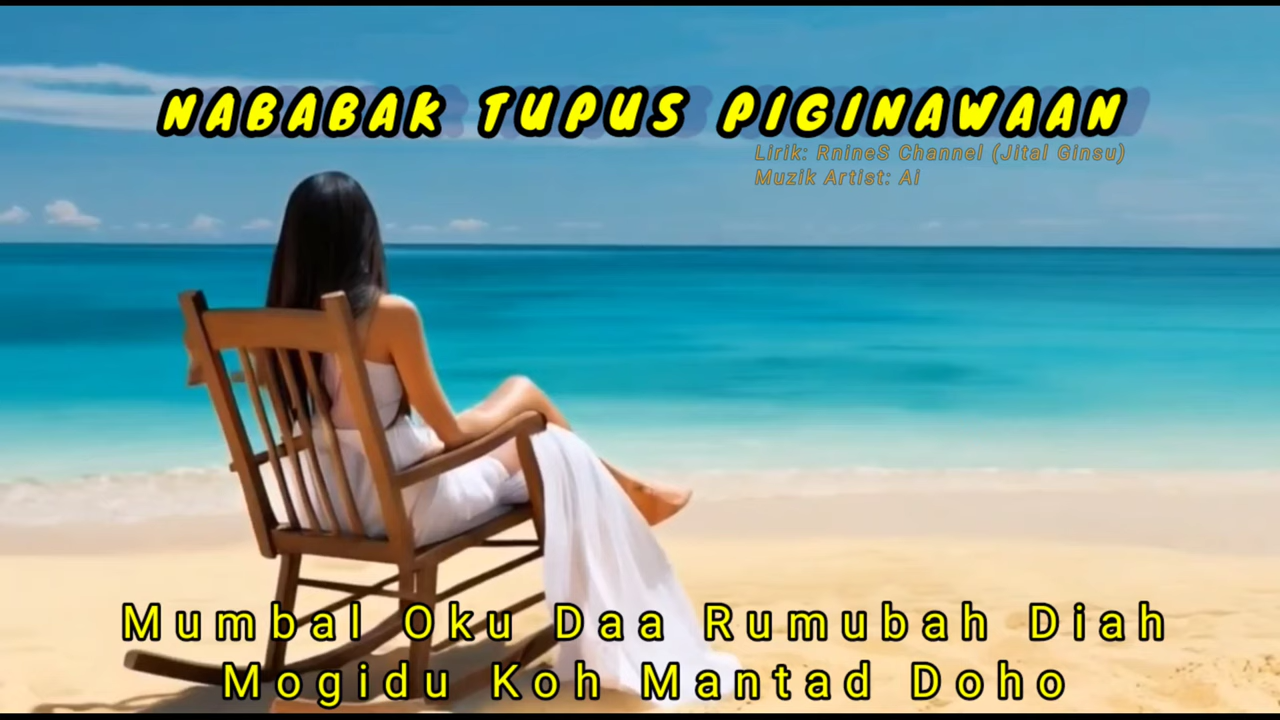 NABABAK TUPUS PIGINAWAAN
Lirik: RnineS Channel (Jital Ginsu)
Muzik Artist: Ai
Mumbal Oku Daa Rumubah Diah
Mogidu Koh Mantad Doho